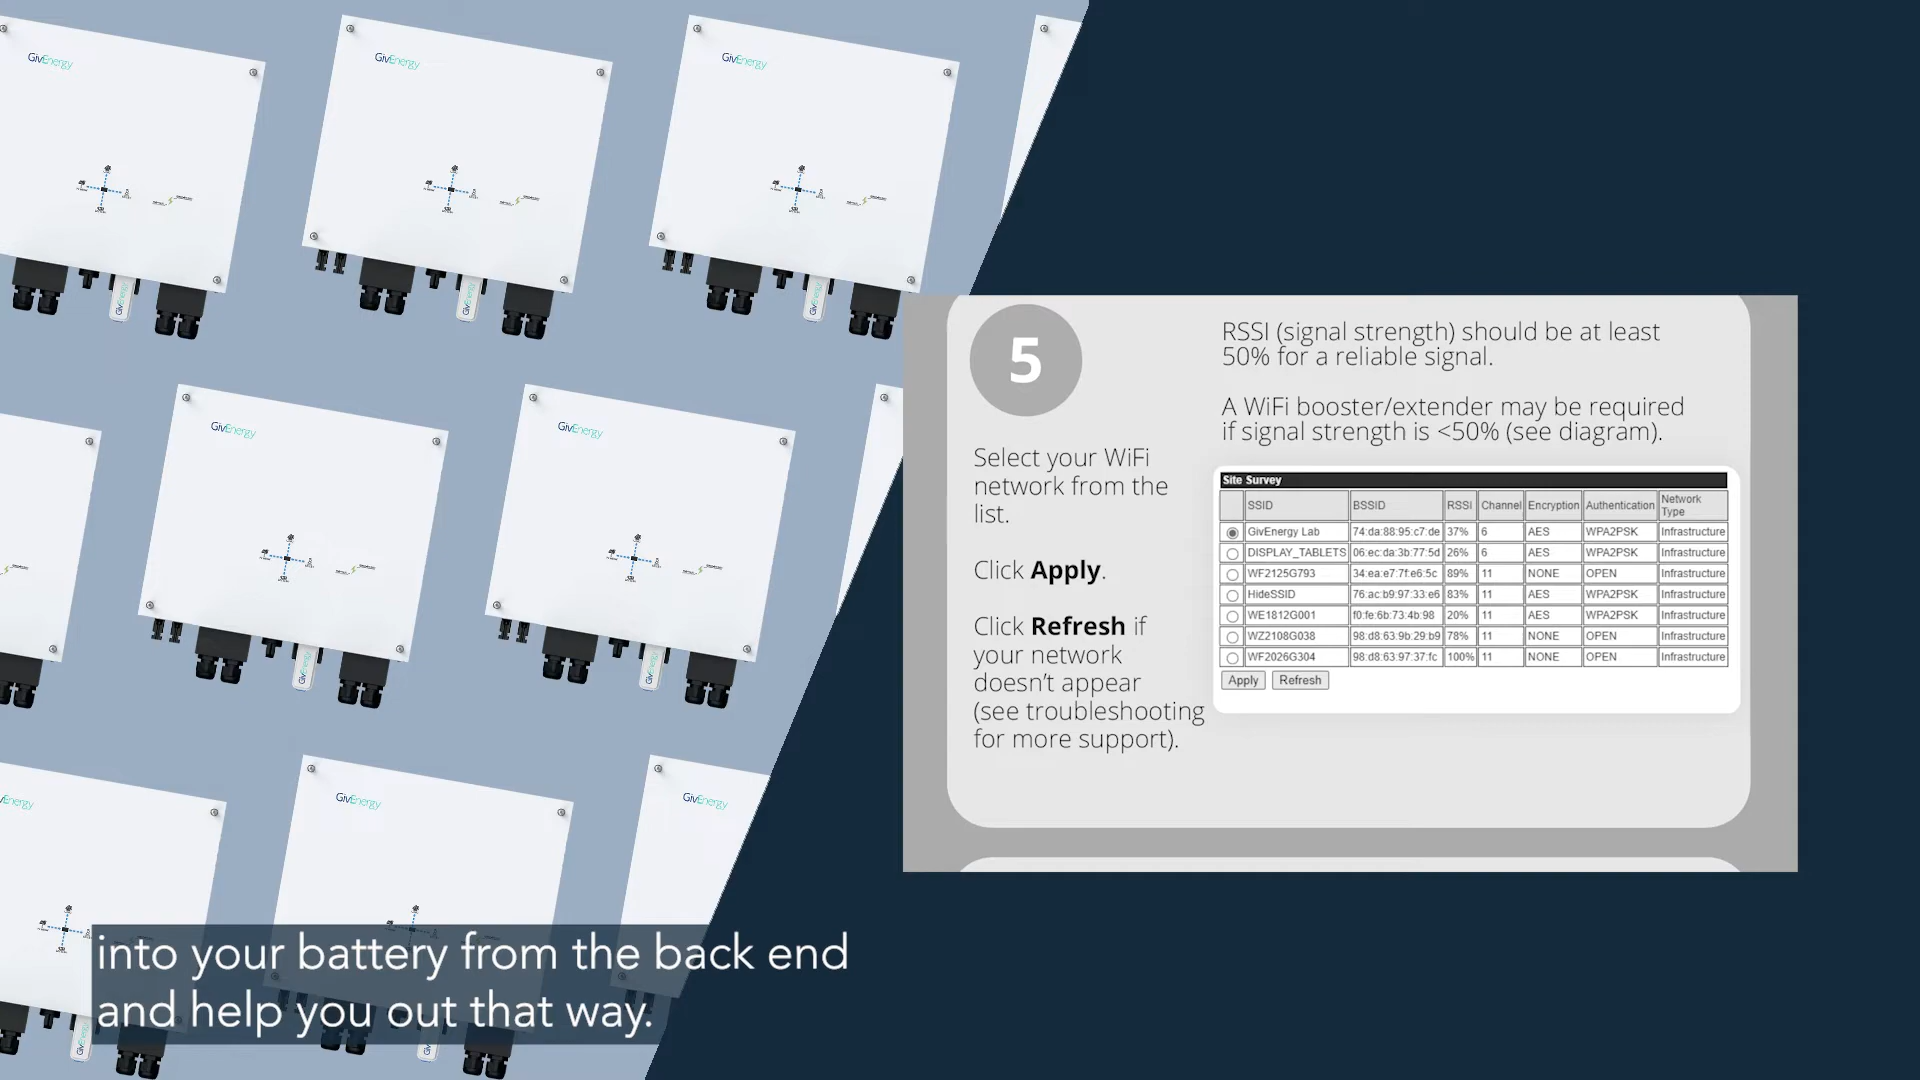 GivEnergy
GivEnergy
GivEnergy
GivEnergy
GivEnergy
GivEnergy
GivEnergy
GivEnergy
5
Select your WiFi
network from the
list.
Click Apply.
Click Refresh if
your network
doesn't appear
(see troubleshooting
for more support).
RSSI (signal strength) should be at least
50% for a reliable signal.
A WiFi booster/extender may be required
if signal strength is <50% (see diagram).
Site Survey
SSID BSSID RSSI Channel Encryption Authentication Network Type
GivEnergy Lab 74:da:88:95:c7:de 37% 6 AES WPA2PSK Infrastructure
DISPLAY_TABLETS 06:ec:da:3b:77:5d 26% 6 AES WPA2PSK Infrastructure
WF2125G793 34:ea:e7:7f:e6:5c 89% 11 NONE OPEN Infrastructure
HideSSID 76:ac:b9:97:33:e6 83% 11 AES WPA2PSK Infrastructure
WE1812G001 f0:fe:6b:73:4b:98 20% 11 AES WPA2PSK Infrastructure
WZ2108G038 98:d8:63:9b:29:b9 78% 11 NONE OPEN Infrastructure
WF2026G304 98:d8:63:97:37:fc 100% 11 NONE OPEN Infrastructure
Apply Refresh
into your battery from the back end
and help you out that way.